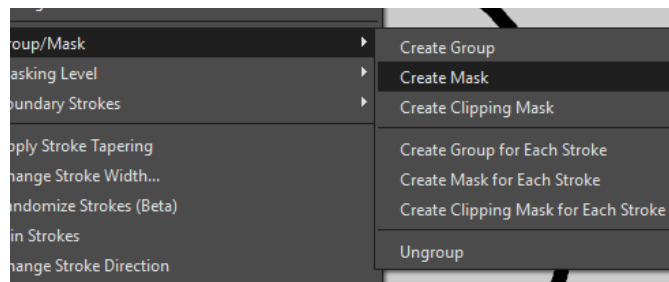 roup/Mask
asking Level
oundary Strokes
pply Stroke Tapering
hange Stroke Width...
andomize Strokes (Beta)
in Strokes
hange Stroke Direction
Create Group
Create Mask
Create Clipping Mask
Create Group for Each Stroke
Create Mask for Each Stroke
Create Clipping Mask for Each Stroke
Ungroup